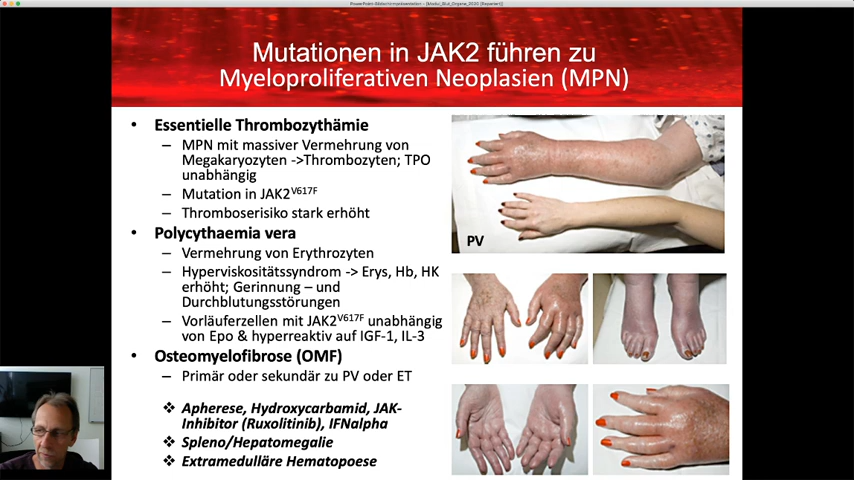 PowerPoint-Bildschirmpräsentation - [Modul_Blut_Organe_2020 [Repariert]]
Mutationen in JAK2 führen zu
Myeloproliferativen Neoplasien (MPN)
• Essentielle Thrombozythämie
– MPN mit massiver Vermehrung von
Megakaryozyten ->Thrombozyten; TPO
unabhängig
– Mutation in JAK2V617F
– Thromboserisiko stark erhöht
• Polycythaemia vera
– Vermehrung von Erythrozyten
– Hyperviskositätssyndrom -> Erys, Hb, HK
erhöht; Gerinnung – und
Durchblutungsstörungen
– Vorläuferzellen mit JAK2V617F unabhängig
von Epo & hyperreaktiv auf IGF-1, IL-3
• Osteomyelofibrose (OMF)
– Primär oder sekundär zu PV oder ET
❖ Apherese, Hydroxycarbamid, JAK-
Inhibitor (Ruxolitinib), IFNalpha
❖ Spleno/Hepatomegalie
❖ Extramedulläre Hematopoese
PV